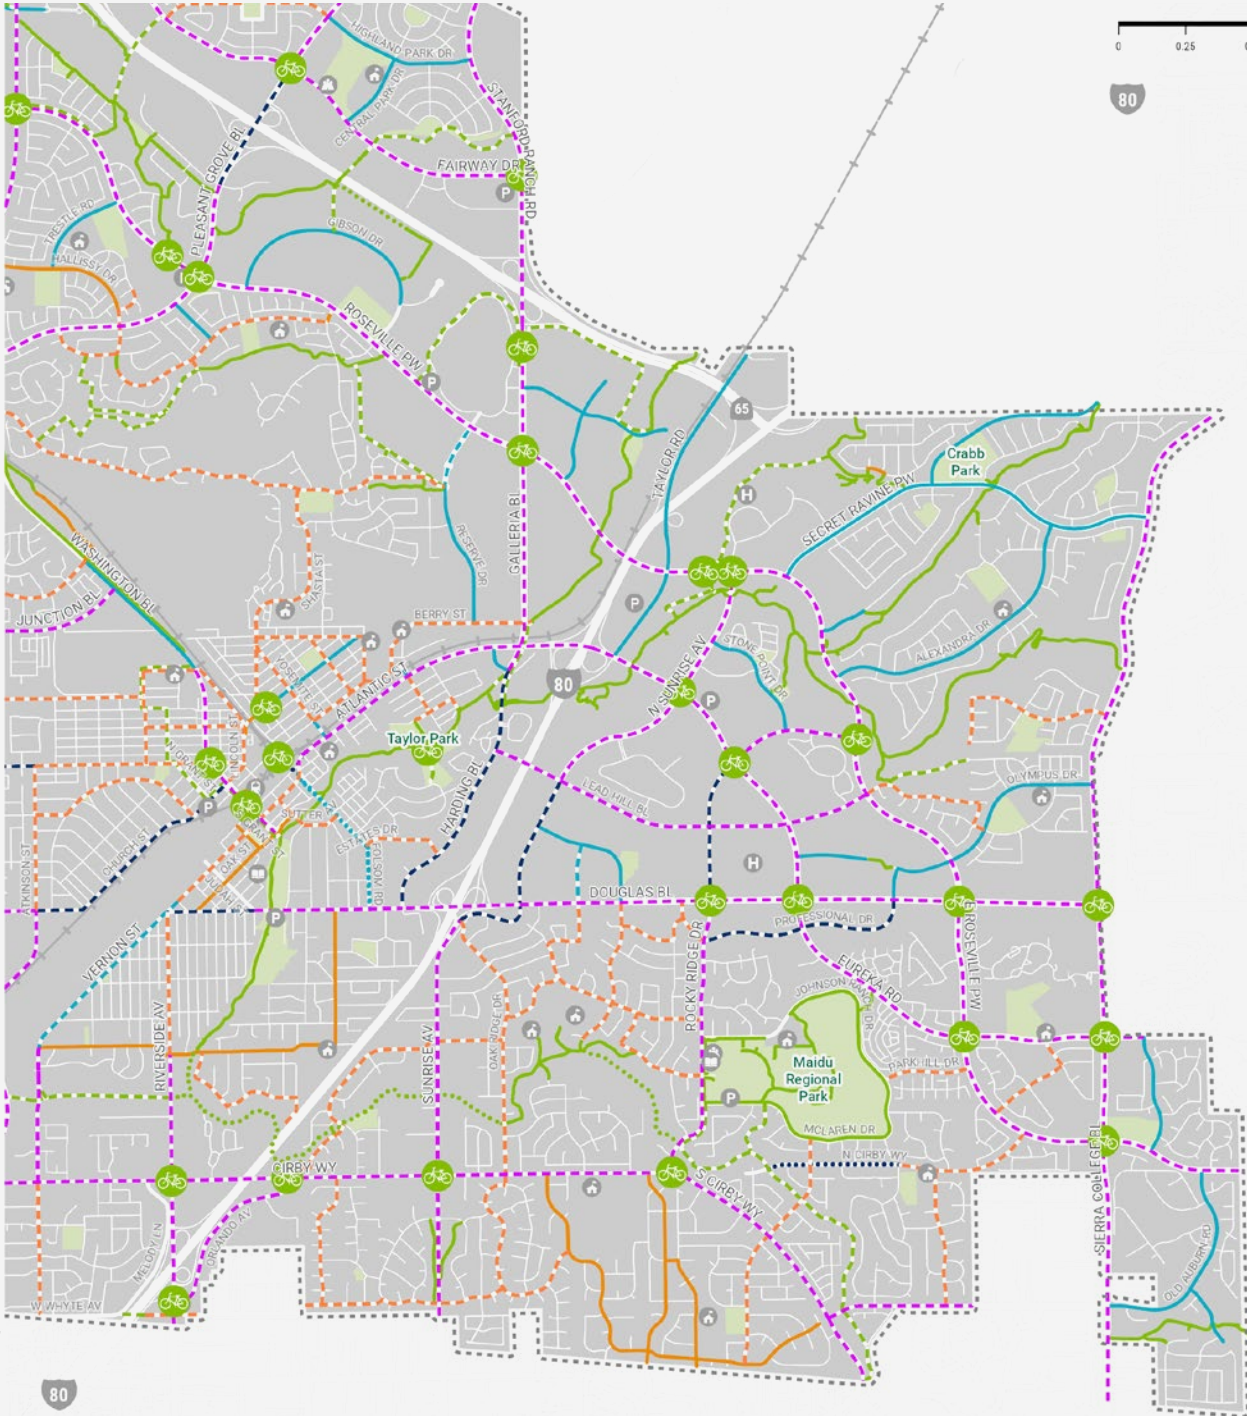 0
0.25
80
HIGHLAND PARK DR
CENTRAL PARK DR
STANFORD RANCH RD
PLEASANT GROVE BL
FAIRWAY DR
P
TRESTLE RD
GIBSON DR
HALLISSY DR
ROSEVILLE PW
P
65
TAYLOR RD
Crabb
Park
SECRET RAVINE PW
H
GALLERIA BL
RESERVE DR
WASHINGTON BL
SHASTA ST
JUNCTION BL
BERRY ST
P
STONE POINT DR
ALEXANDRA DR
YOSEMITE ST
ATLANTIC ST
80
N SUNRISE AV
P
Taylor Park
LINCOLN ST
N GRANT ST
HARDING BL
LEAD HILL BL
OLYMPUS DR
P
SUTTER
ESTATES DR
FOLSOM RD
CHURCH ST
OAK ST
JUDAH ST
H
ATKINSON ST
DOUGLAS BL
P
PROFESSIONAL DR
VERNON ST
ROCKY RIDGE DR
EUREKA RD
E ROSEVILLE PW
JOHNSON RANCH DR
RIVERSIDE AV
SUNRISE AV
OAK RIDGE DR
Maidu
Regional
Park
PARK HILL DR
P
MCLAREN DR
N CIRBY WY
CIRBY WY
S CIRBY WY
SIERRA COLLEGE BL
MELODY LN
ORLANDO AV
OLD AUBURN RD
W WHYTE AV
80